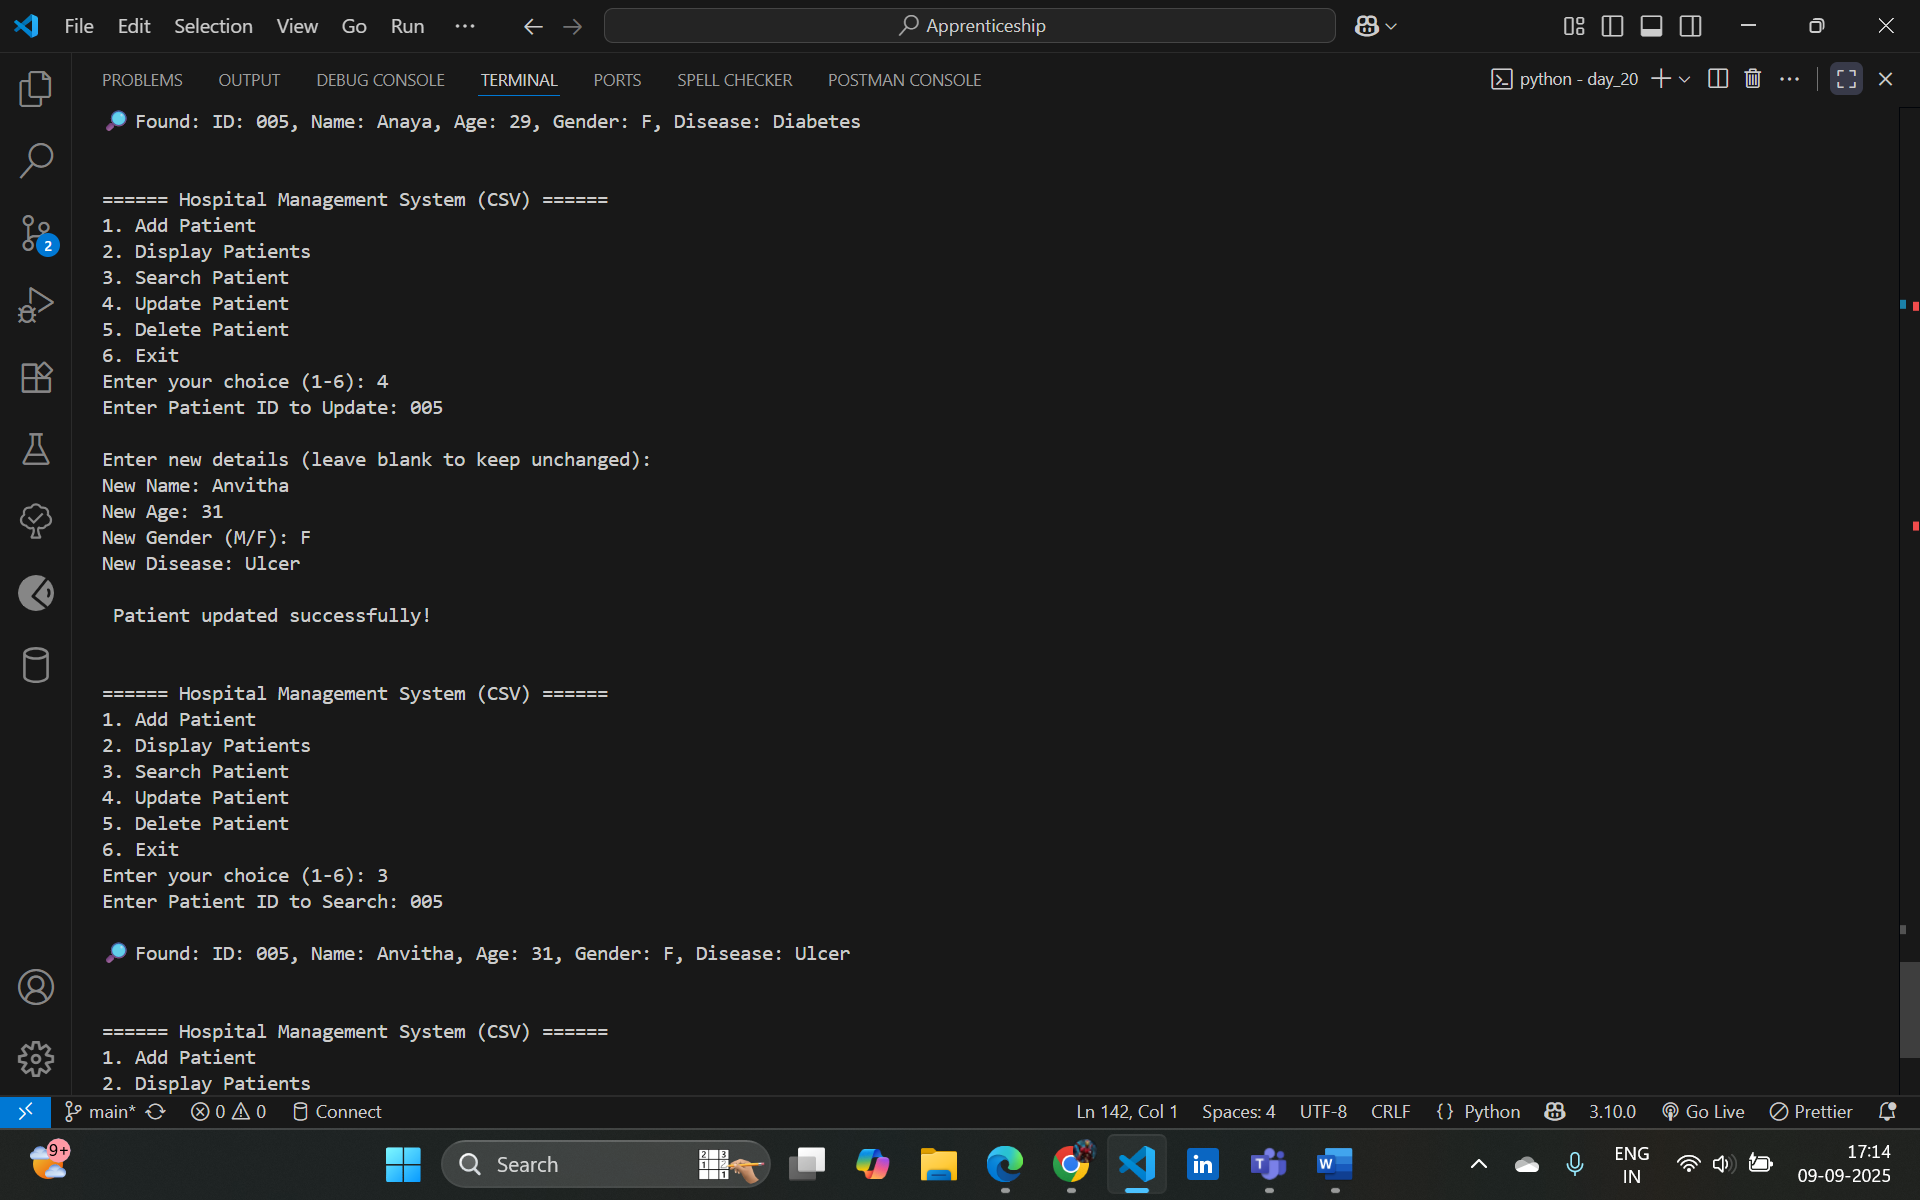 File Edit Selection View Go Run ··· Apprenticeship
PROBLEMS OUTPUT DEBUG CONSOLE TERMINAL PORTS SPELL CHECKER POSTMAN CONSOLE python - day_20
🔎 Found: ID: 005, Name: Anaya, Age: 29, Gender: F, Disease: Diabetes
====== Hospital Management System (CSV) ======
1. Add Patient
2. Display Patients
3. Search Patient
4. Update Patient
5. Delete Patient
6. Exit
Enter your choice (1-6): 4
Enter Patient ID to Update: 005
Enter new details (leave blank to keep unchanged):
New Name: Anvitha
New Age: 31
New Gender (M/F): F
New Disease: Ulcer
Patient updated successfully!
====== Hospital Management System (CSV) ======
1. Add Patient
2. Display Patients
3. Search Patient
4. Update Patient
5. Delete Patient
6. Exit
Enter your choice (1-6): 3
Enter Patient ID to Search: 005
🔎 Found: ID: 005, Name: Anvitha, Age: 31, Gender: F, Disease: Ulcer
====== Hospital Management System (CSV) ======
1. Add Patient
2. Display Patients
2
main* 0 0 Connect Ln 142, Col 1 Spaces: 4 UTF-8 CRLF {} Python 3.10.0 Go Live Prettier
9+ Search ENG 17:14
IN 09-09-2025